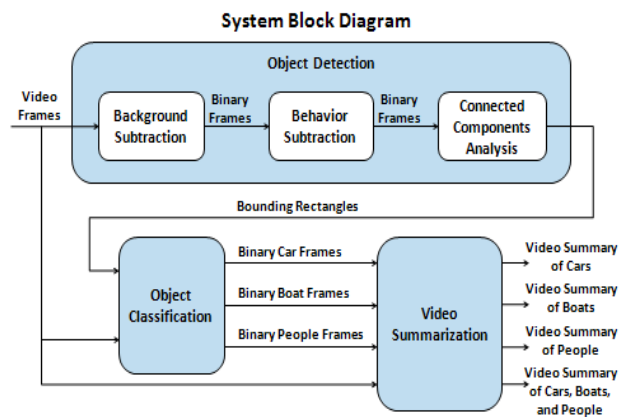 System Block Diagram
Object Detection
Video
Frames
Background
Subtraction
Binary
Frames
Behavior
Subtraction
Binary
Frames
Connected
Components
Analysis
Bounding Rectangles
Object
Classification
Binary Car Frames
Binary Boat Frames
Binary People Frames
Video
Summarization
Video Summary
of Cars
Video Summary
of Boats
Video Summary
of People
Video Summary
of Cars, Boats,
and People